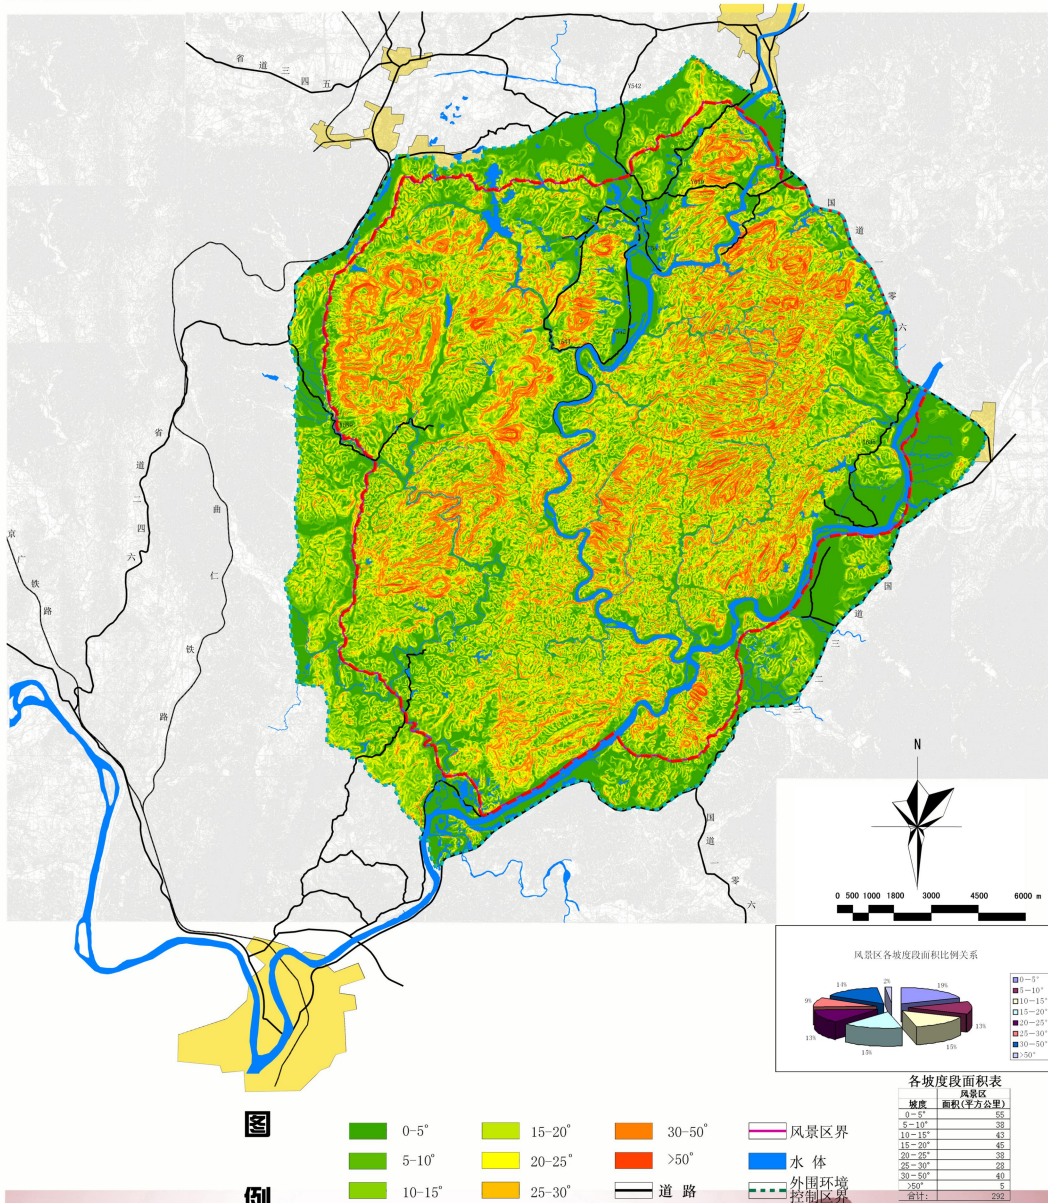 省道三四五
Y542
国道一零六
省道二四六
曲仁铁路
京广铁路
国道三二三
国道一零六
N
0 500 1000 1800 3000 4500 6000 m
风景区各坡度段面积比例关系
2%
14%
19%
9%
13%
13%
15%
15%
0-5°
5-10°
10-15°
15-20°
20-25°
25-30°
30-50°
>50°
各坡度段面积表
坡度 风景区面积(平方公里)
0-5° 55
5-10° 38
10-15° 43
15-20° 45
20-25° 38
25-30° 28
30-50° 40
>50° 5
合计: 292
图例
0-5° 15-20° 30-50° 风景区界
5-10° 20-25° >50° 水体
10-15° 25-30° 道路 外围环境控制区界